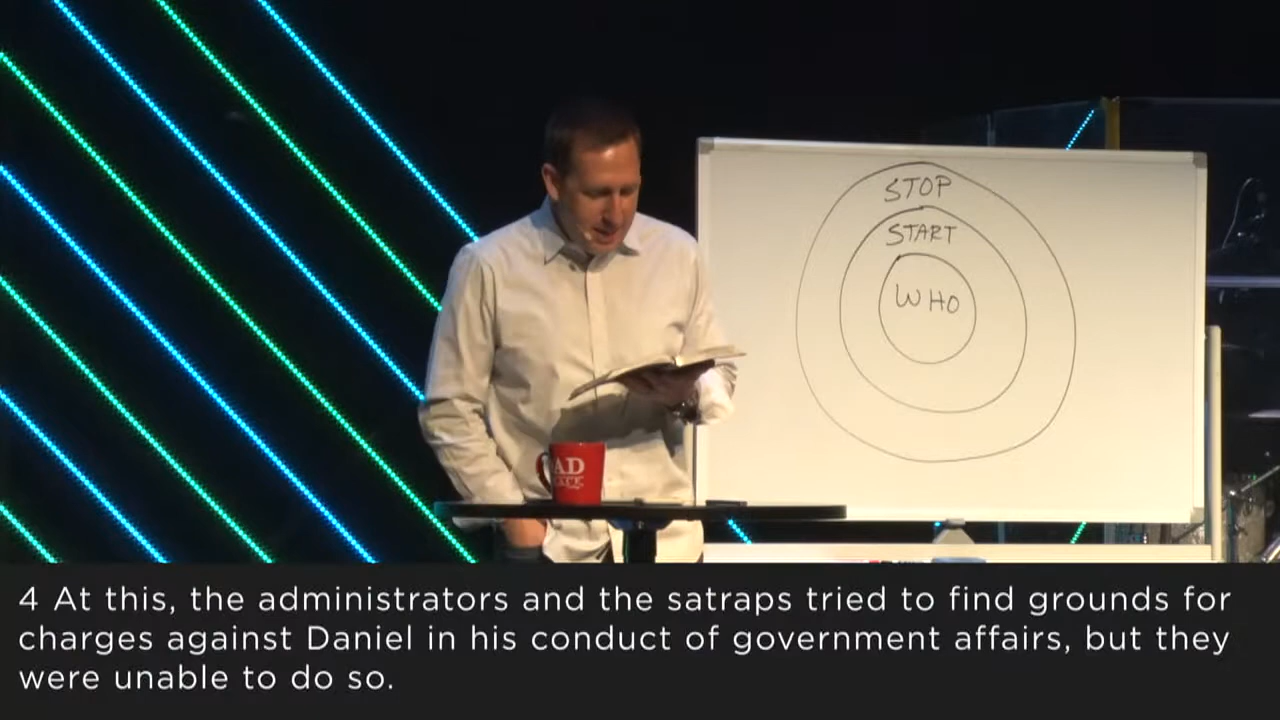 STOP
START
WHO
AD
4 At this, the administrators and the satraps tried to find grounds for
charges against Daniel in his conduct of government affairs, but they
were unable to do so.